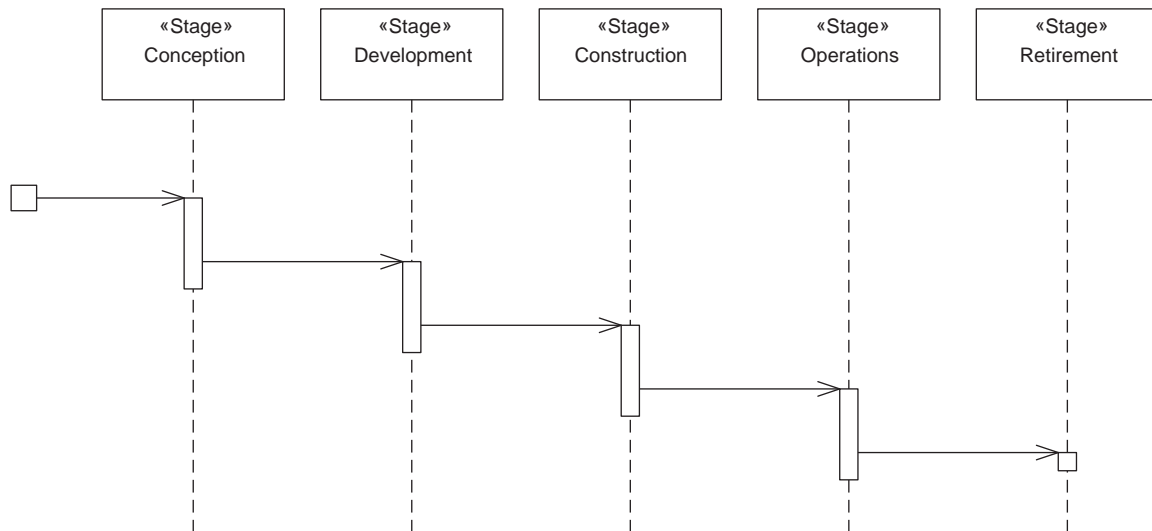 «Stage»
Conception
«Stage»
Development
«Stage»
Construction
«Stage»
Operations
«Stage»
Retirement